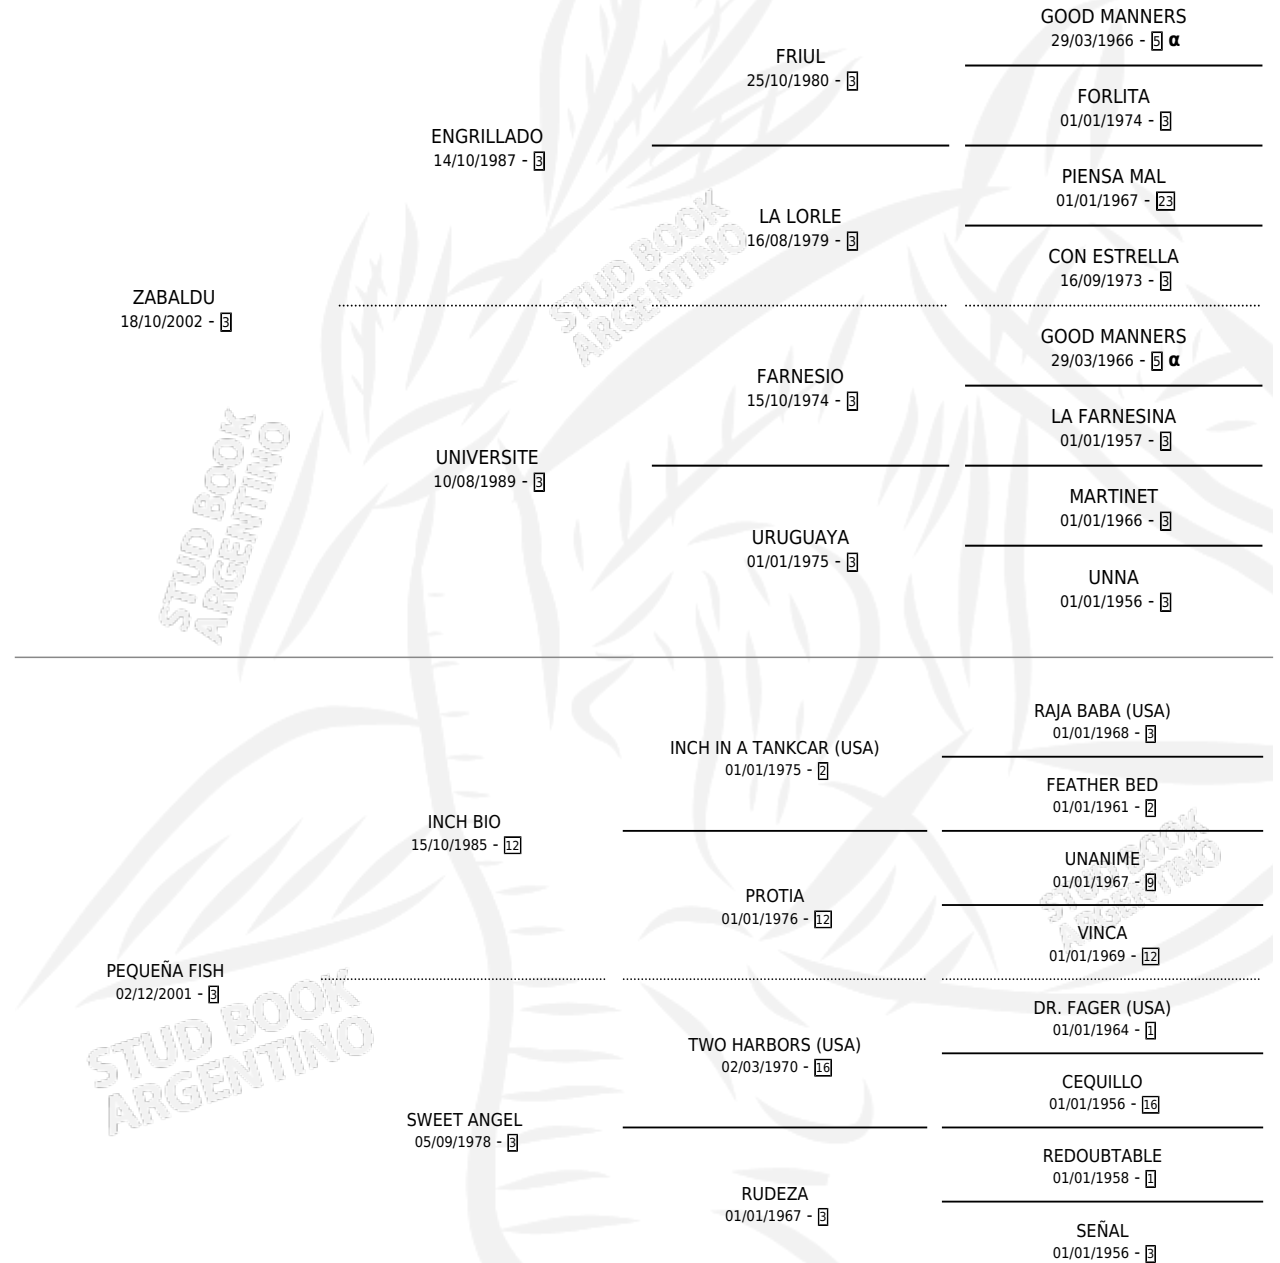 GOOD MANNERS
29/03/1966 - 5 α
FRIUL
25/10/1980 - 3
FORLITA
01/01/1974 - 3
ENGRILLADO
14/10/1987 - 3
PIENSA MAL
01/01/1967 - 23
LA LORLE
16/08/1979 - 3
CON ESTRELLA
16/09/1973 - 3
ZABALDU
18/10/2002 - 3
GOOD MANNERS
29/03/1966 - 5 α
FARNESIO
15/10/1974 - 3
LA FARNESINA
01/01/1957 - 3
UNIVERSITE
10/08/1989 - 3
MARTINET
01/01/1966 - 3
URUGUAYA
01/01/1975 - 3
UNNA
01/01/1956 - 3
STUD BOOK
ARGENTINO
STUD BOOK
ARGENTINO
RAJA BABA (USA)
01/01/1968 - 3
INCH IN A TANKCAR (USA)
01/01/1975 - 2
FEATHER BED
01/01/1961 - 2
INCH BIO
15/10/1985 - 12
UNANIME
01/01/1967 - 9
PROTIA
01/01/1976 - 12
VINCA
01/01/1969 - 12
PEQUEÑA FISH
02/12/2001 - 3
DR. FAGER (USA)
01/01/1964 - 1
TWO HARBORS (USA)
02/03/1970 - 16
CEQUILLO
01/01/1956 - 16
SWEET ANGEL
05/09/1978 - 3
REDOUBTABLE
01/01/1958 - 1
RUDEZA
01/01/1967 - 3
SEÑAL
01/01/1956 - 3
STUD BOOK
ARGENTINO
STUD BOOK
ARGENTINO